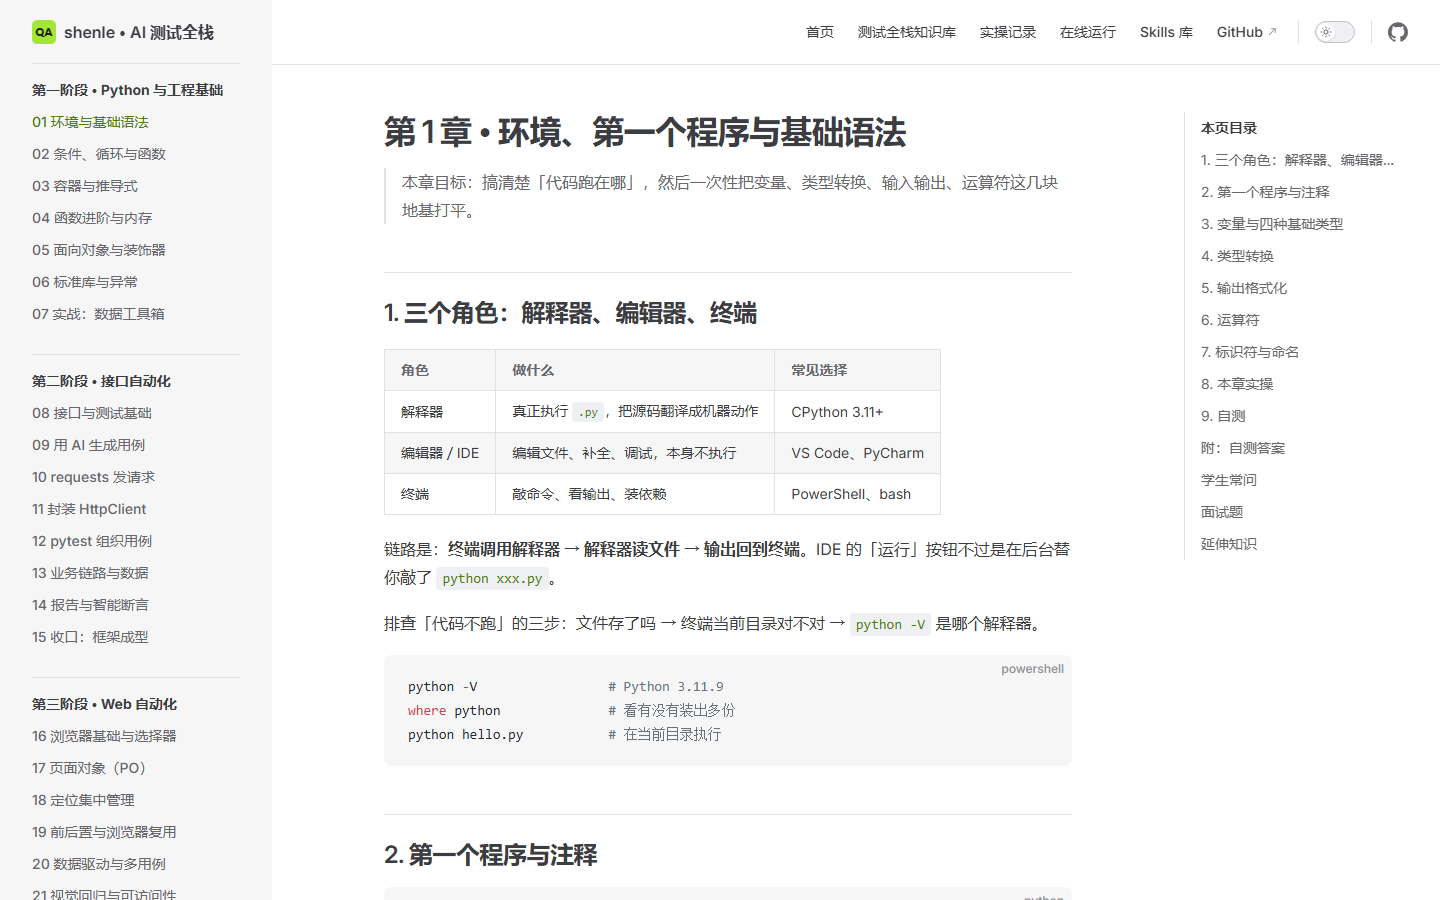 QA shenle • AI 测试全栈
首页 测试全栈知识库 实操记录 在线运行 Skills 库 GitHub ↗
第一阶段 • Python 与工程基础
01 环境与基础语法
02 条件、循环与函数
03 容器与推导式
04 函数进阶与内存
05 面向对象与装饰器
06 标准库与异常
07 实战：数据工具箱
第二阶段 • 接口自动化
08 接口与测试基础
09 用 AI 生成用例
10 requests 发请求
11 封装 HttpClient
12 pytest 组织用例
13 业务链路与数据
14 报告与智能断言
15 收口：框架成型
第三阶段 • Web 自动化
16 浏览器基础与选择器
17 页面对象（PO）
18 定位集中管理
19 前后置与浏览器复用
20 数据驱动与多用例
21 视觉回归与可访问性
第 1 章 • 环境、第一个程序与基础语法
本章目标：搞清楚「代码跑在哪」，然后一次性把变量、类型转换、输入输出、运算符这几块
地基打平。
1. 三个角色：解释器、编辑器、终端
角色 做什么 常见选择
解释器 真正执行 .py，把源码翻译成机器动作 CPython 3.11+
编辑器 / IDE 编辑文件、补全、调试，本身不执行 VS Code、PyCharm
终端 敲命令、看输出、装依赖 PowerShell、bash
链路是：终端调用解释器 → 解释器读文件 → 输出回到终端。IDE 的「运行」按钮不过是在后台替
你敲了 python xxx.py。
排查「代码不跑」的三步：文件存了吗 → 终端当前目录对不对 → python -V 是哪个解释器。
powershell
python -V # Python 3.11.9
where python # 看有没有装出多份
python hello.py # 在当前目录执行
2. 第一个程序与注释
python
本页目录
1. 三个角色：解释器、编辑器...
2. 第一个程序与注释
3. 变量与四种基础类型
4. 类型转换
5. 输出格式化
6. 运算符
7. 标识符与命名
8. 本章实操
9. 自测
附：自测答案
学生常问
面试题
延伸知识